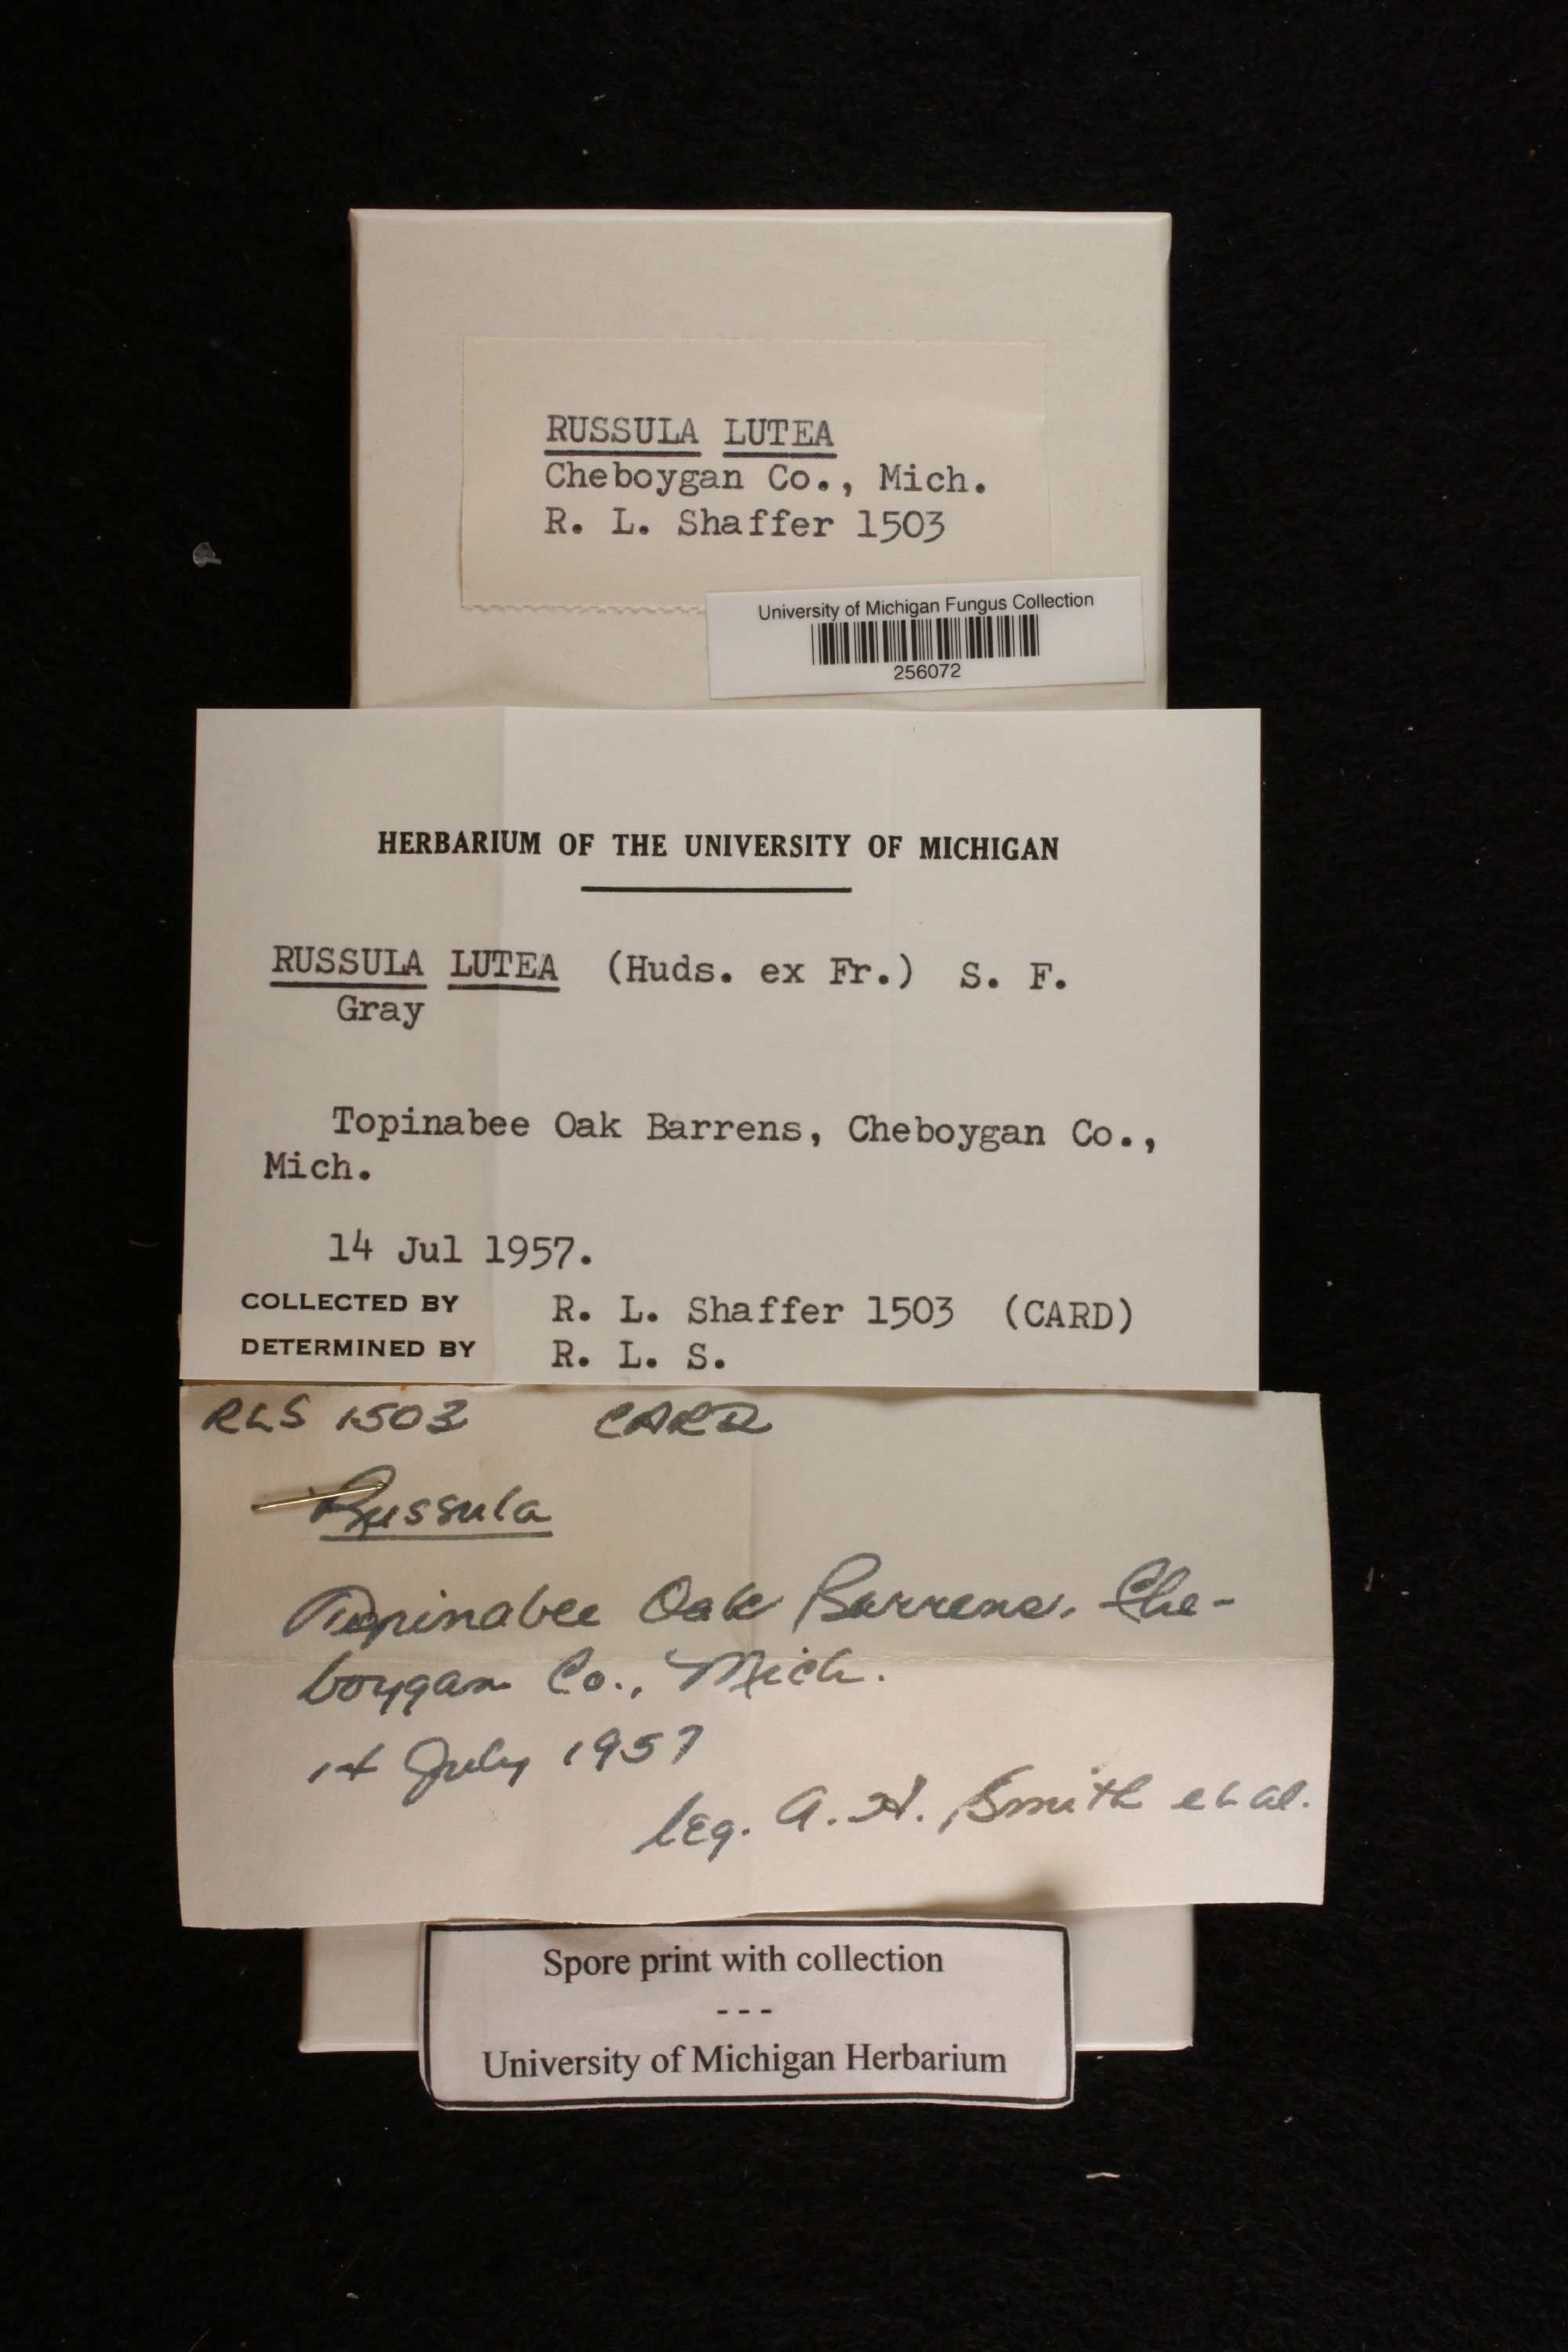 RUSSULA LUTEA
Cheboygan Co., Mich.
R. L. Shaffer 1503
University of Michigan Fungus Collection
256072
HERBARIUM OF THE UNIVERSITY OF MICHIGAN
RUSSULA LUTEA (Huds. ex Fr.) S. F.
Gray
Topinabee Oak Barrens, Cheboygan Co.,
Mich.
14 Jul 1957.
COLLECTED BY R. L. Shaffer 1503 (CARD)
DETERMINED BY R. L. S.
RLS 1503 CARD
Russula
Topinabee Oak Barrens, Che-
boygan Co., Mich.
14 July 1957
leg. A. H. Smith et al.
Spore print with collection
---
University of Michigan Herbarium